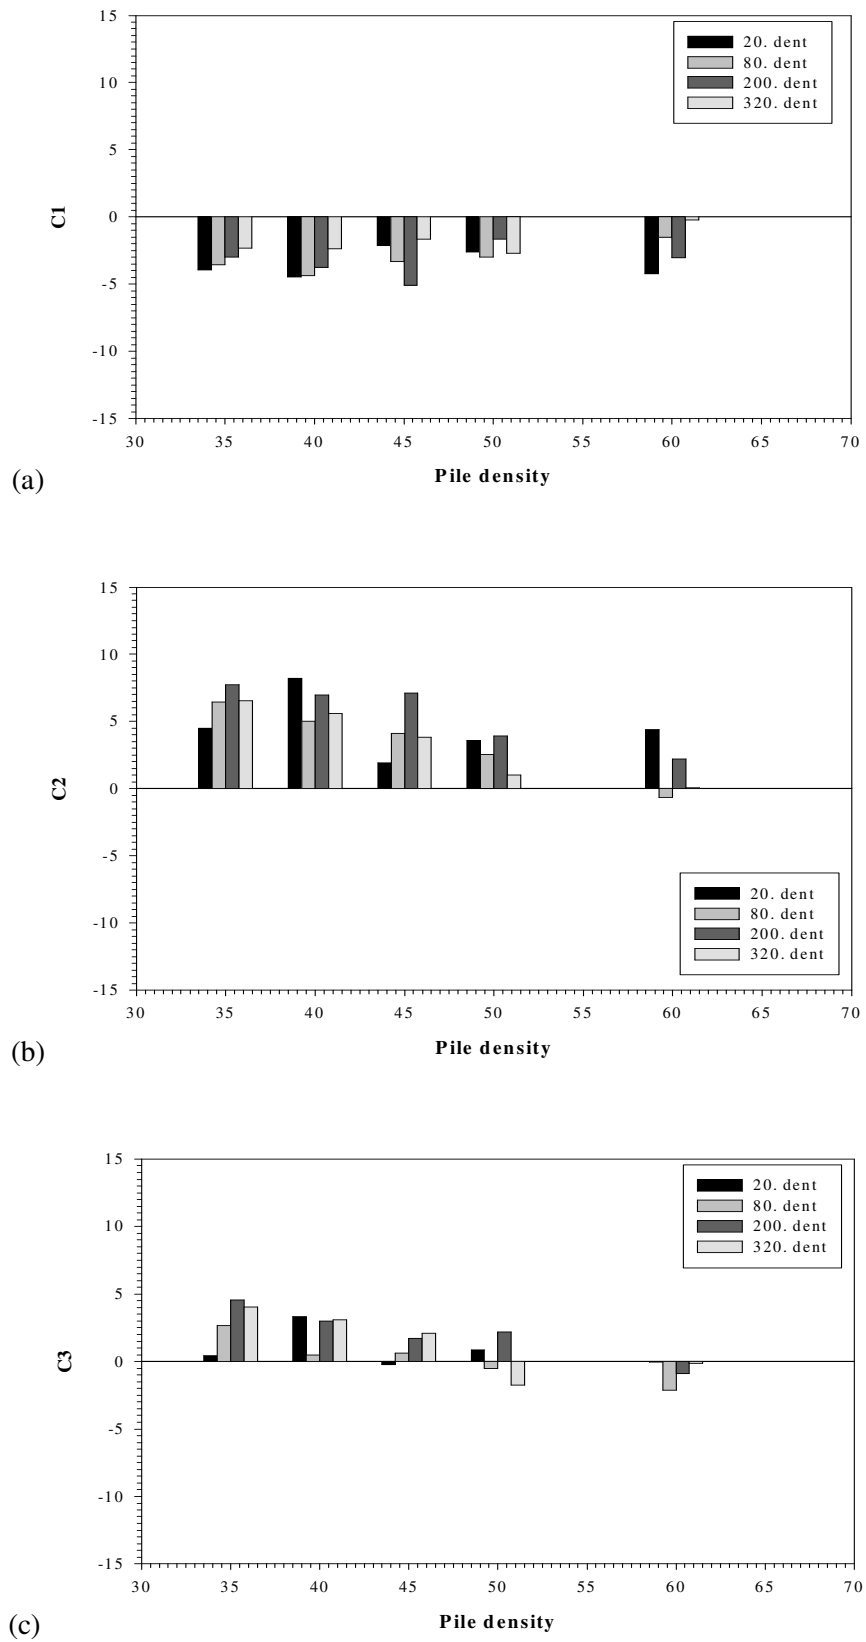 15
10
5
0
-5
-10
-15
C1
20. dent
80. dent
200. dent
320. dent
30 35 40 45 50 55 60 65 70
Pile density
(a)
15
10
5
0
-5
-10
-15
C2
20. dent
80. dent
200. dent
320. dent
30 35 40 45 50 55 60 65 70
Pile density
(b)
15
10
5
0
-5
-10
-15
C3
20. dent
80. dent
200. dent
320. dent
30 35 40 45 50 55 60 65 70
Pile density
(c)